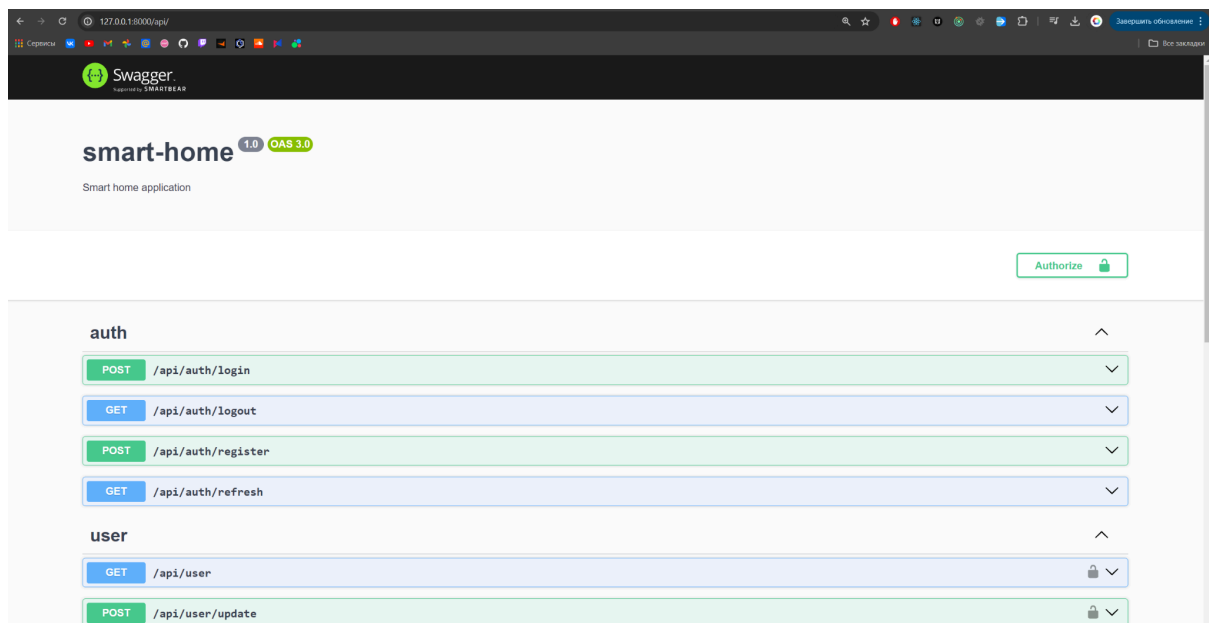 127.0.0.1:8000/api/
Завершить обновление
Сервисы
Все закладки
Swagger.
Supported by SMARTBEAR
smart-home 1.0 OAS 3.0
Smart home application
Authorize
auth
POST /api/auth/login
GET /api/auth/logout
POST /api/auth/register
GET /api/auth/refresh
user
GET /api/user
POST /api/user/update